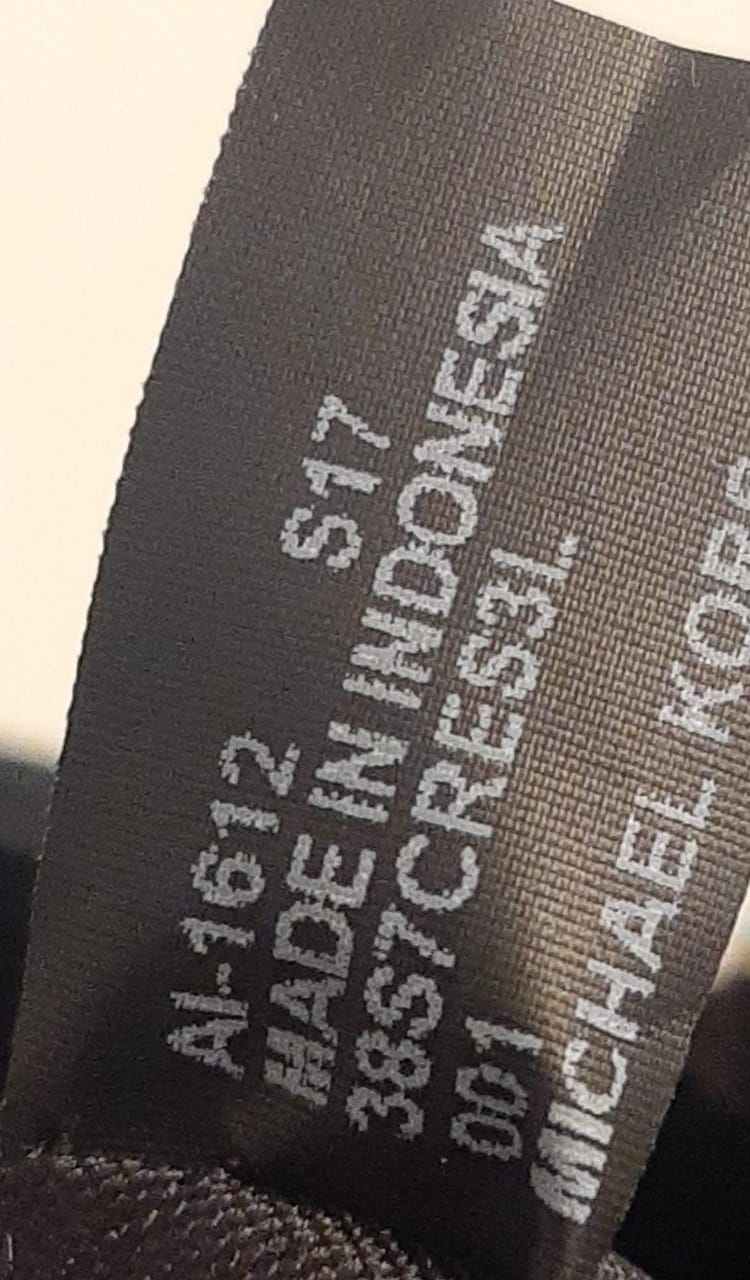 AI-1612 S17
MADE IN INDONESIA
38S7CRES3L
001
MICHAEL KORS